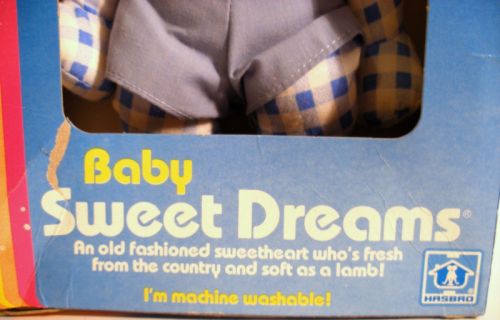 Baby
Sweet Dreams®
An old fashioned sweetheart who's fresh
from the country and soft as a lamb!
I'm machine washable!
HASBRO ®